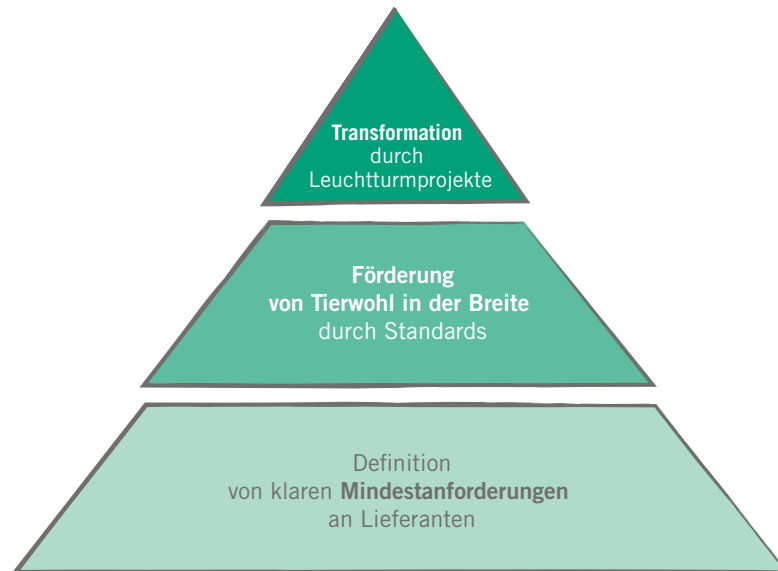 Transformation
durch
Leuchtturmprojekte
Förderung
von Tierwohl in der Breite
durch Standards
Definition
von klaren Mindestanforderungen
an Lieferanten